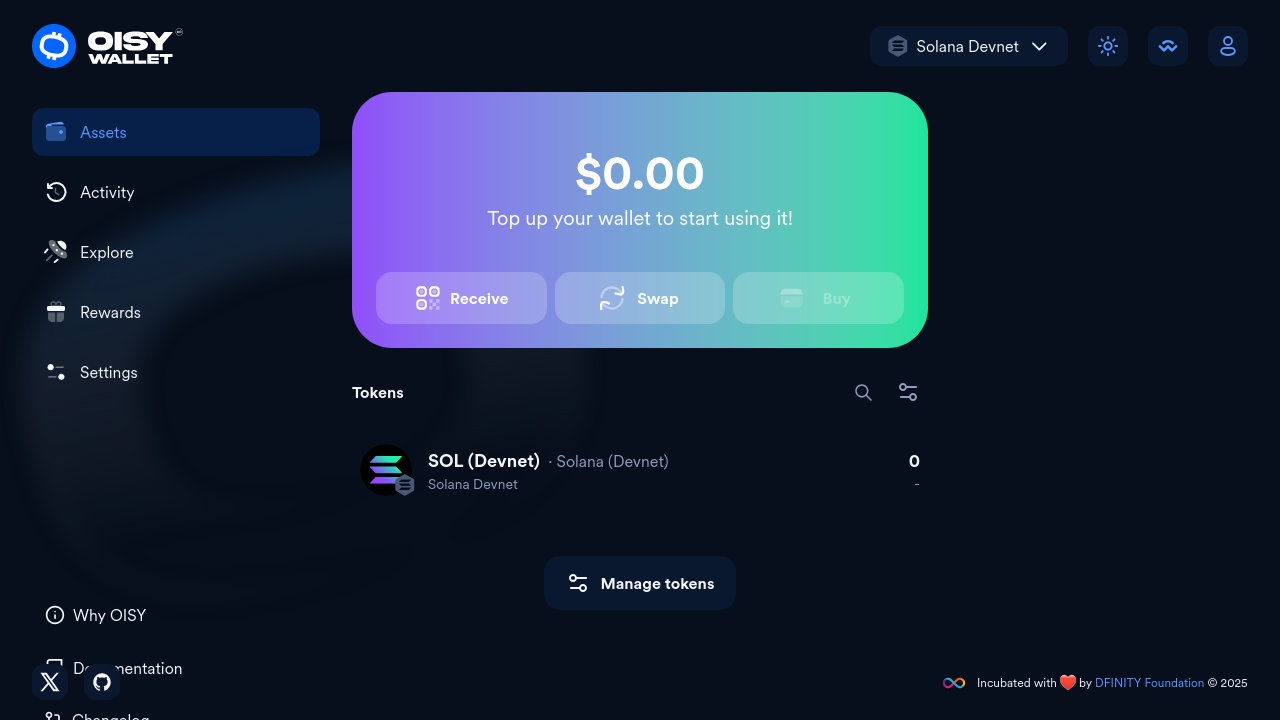 OISY
WALLET
Solana Devnet
Assets
Activity
Explore
Rewards
Settings
$0.00
Top up your wallet to start using it!
Receive
Swap
Buy
Tokens
SOL (Devnet) · Solana (Devnet)
Solana Devnet
0
-
Manage tokens
Why OISY
Documentation
Changelog
Incubated with ❤️ by DFINITY Foundation © 2025